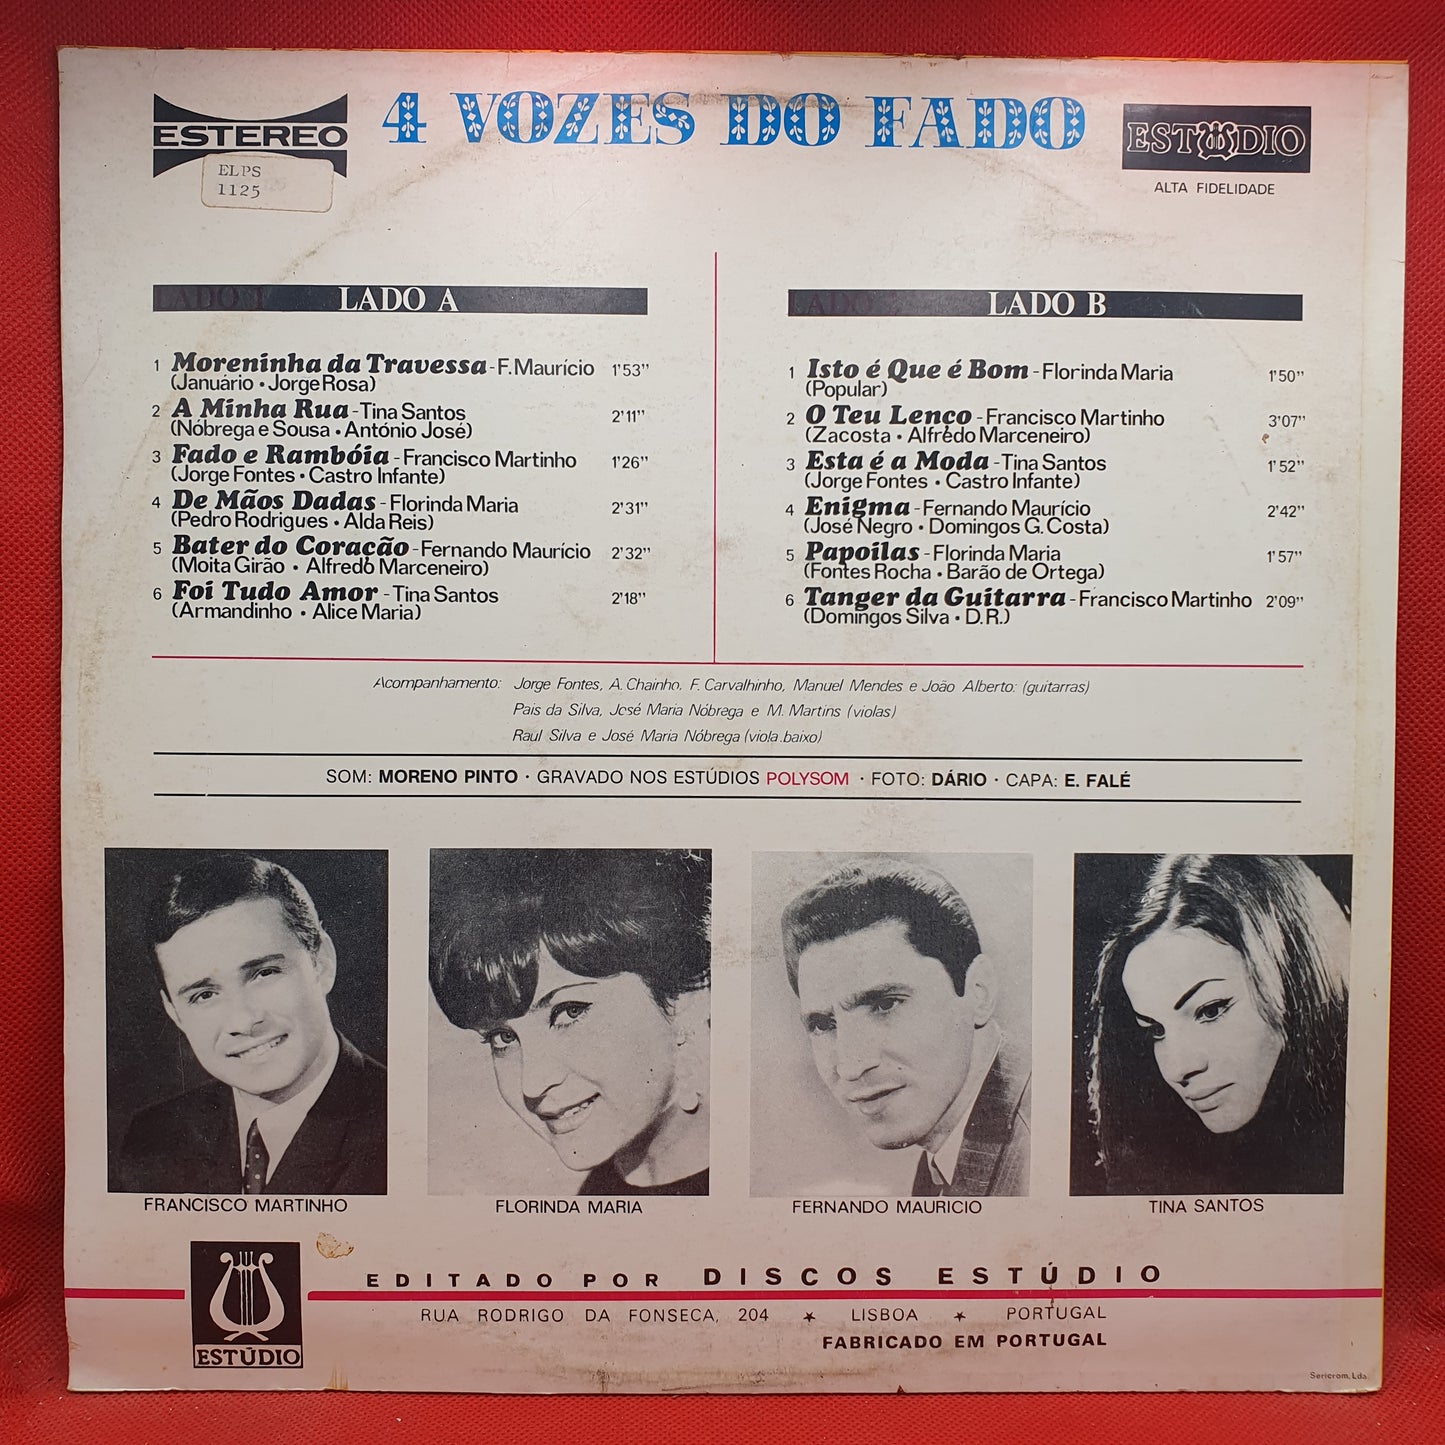 ESTEREO
ELPS
1125
4 VOZES DO FADO
ESTÚDIO
ALTA FIDELIDADE
LADO A
1 Moreninha da Travessa - F. Maurício 1'53''
(Januário • Jorge Rosa)
2 A Minha Rua - Tina Santos 2'11''
(Nóbrega e Sousa • António José)
3 Fado e Rambóia - Francisco Martinho 1'26''
(Jorge Fontes • Castro Infante)
4 De Mãos Dadas - Florinda Maria 2'31''
(Pedro Rodrigues • Alda Reis)
5 Bater do Coração - Fernando Maurício 2'32''
(Moita Girão • Alfredo Marceneiro)
6 Foi Tudo Amor - Tina Santos 2'18''
(Armandinho • Alice Maria)
LADO B
1 Isto é Que é Bom - Florinda Maria 1'50''
(Popular)
2 O Teu Lenço - Francisco Martinho 3'07''
(Zacosta • Alfredo Marceneiro)
3 Esta é a Moda - Tina Santos 1'52''
(Jorge Fontes • Castro Infante)
4 Enigma - Fernando Maurício 2'42''
(José Negro • Domingos G. Costa)
5 Papoilas - Florinda Maria 1'57''
(Fontes Rocha • Barão de Ortega)
6 Tanger da Guitarra - Francisco Martinho 2'09''
(Domingos Silva • D.R.)
Acompanhamento: Jorge Fontes, A. Chainho, F. Carvalhinho, Manuel Mendes e João Alberto: (guitarras)
Pais da Silva, José Maria Nóbrega e M. Martins (violas)
Raul Silva e José Maria Nóbrega (viola.baixo)
SOM: MORENO PINTO · GRAVADO NOS ESTÚDIOS POLYSOM · FOTO: DÁRIO · CAPA: E. FALÉ
FRANCISCO MARTINHO
FLORINDA MARIA
FERNANDO MAURICIO
TINA SANTOS
ESTÚDIO
EDITADO POR DISCOS ESTÚDIO
RUA RODRIGO DA FONSECA, 204 ★ LISBOA ★ PORTUGAL
FABRICADO EM PORTUGAL
Sericrom, Lda.